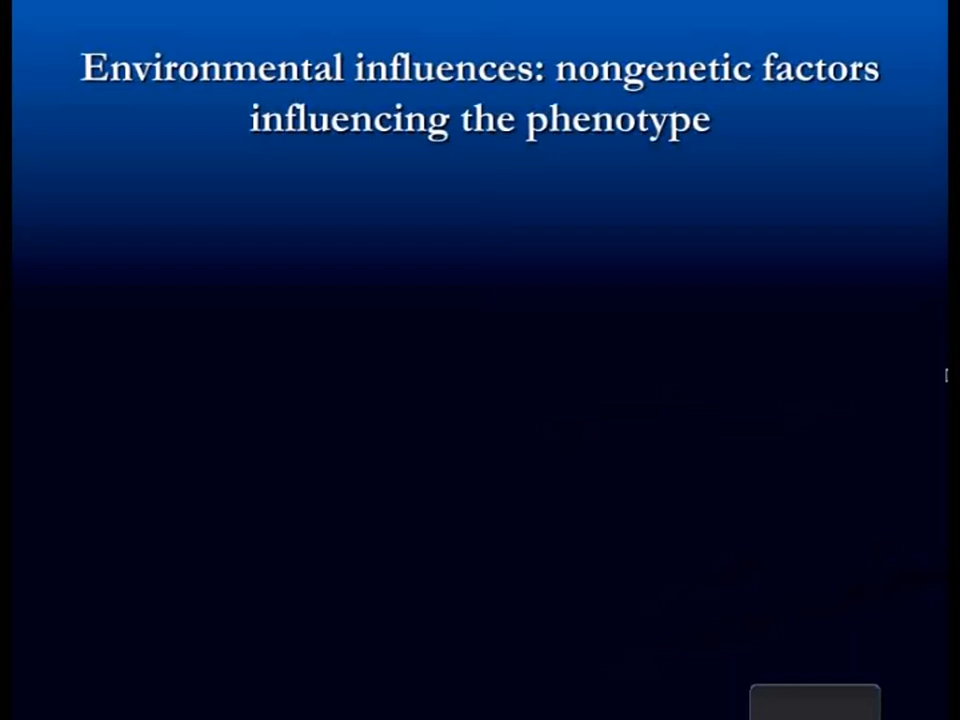 Environmental influences: nongenetic factors
influencing the phenotype